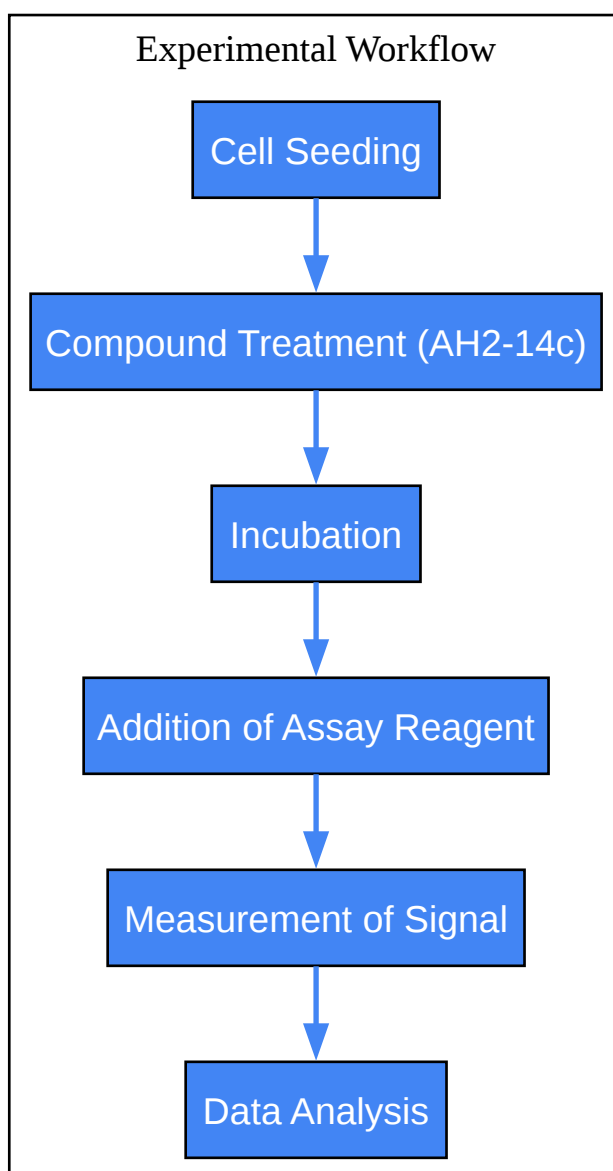 Experimental Workflow
Cell Seeding
Compound Treatment (AH2-14c)
Incubation
Addition of Assay Reagent
Measurement of Signal
Data Analysis